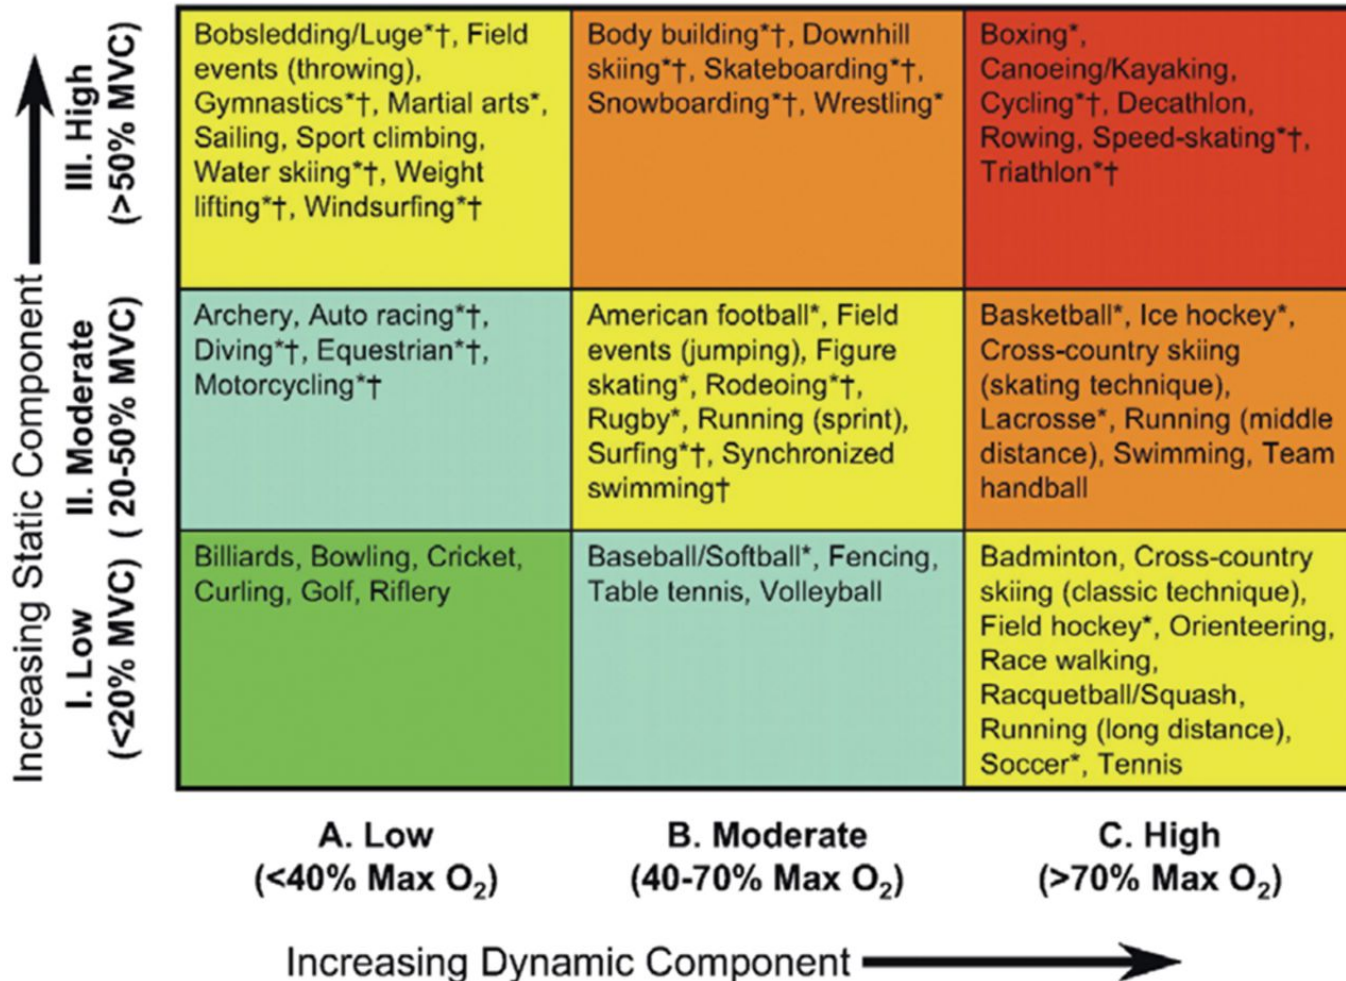 Increasing Static Component
III. High
(>50% MVC)
Bobsledding/Luge*†, Field
events (throwing),
Gymnastics*†, Martial arts*,
Sailing, Sport climbing,
Water skiing*†, Weight
lifting*†, Windsurfing*†
Body building*†, Downhill
skiing*†, Skateboarding*†,
Snowboarding*†, Wrestling*
Boxing*,
Canoeing/Kayaking,
Cycling*†, Decathlon,
Rowing, Speed-skating*†,
Triathlon*†
II. Moderate
( 20-50% MVC)
Archery, Auto racing*†,
Diving*†, Equestrian*†,
Motorcycling*†
American football*, Field
events (jumping), Figure
skating*, Rodeoing*†,
Rugby*, Running (sprint),
Surfing*†, Synchronized
swimming†
Basketball*, Ice hockey*,
Cross-country skiing
(skating technique),
Lacrosse*, Running (middle
distance), Swimming, Team
handball
I. Low
(<20% MVC)
Billiards, Bowling, Cricket,
Curling, Golf, Riflery
Baseball/Softball*, Fencing,
Table tennis, Volleyball
Badminton, Cross-country
skiing (classic technique),
Field hockey*, Orienteering,
Race walking,
Racquetball/Squash,
Running (long distance),
Soccer*, Tennis
A. Low
(<40% Max O₂)
B. Moderate
(40-70% Max O₂)
C. High
(>70% Max O₂)
Increasing Dynamic Component